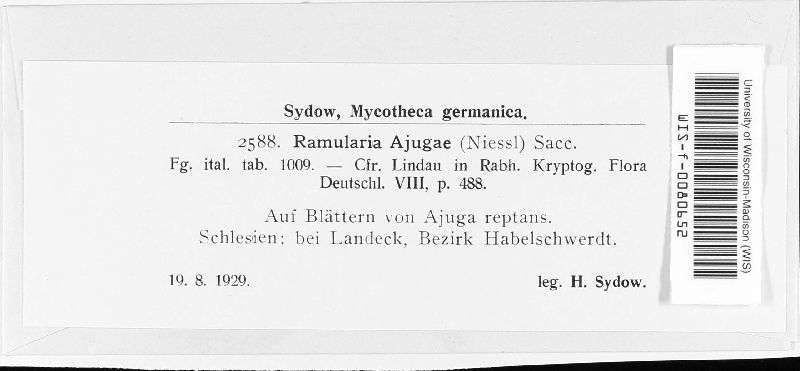 Sydow, Mycotheca germanica.
2588. Ramularia Ajugae (Niessl) Sacc.
Fg. ital. tab. 1009. — Cfr. Lindau in Rabh. Kryptog. Flora
Deutschl. VIII, p. 488.
Auf Blättern von Ajuga reptans.
Schlesien: bei Landeck, Bezirk Habelschwerdt.
19. 8. 1929. leg. H. Sydow.
University of Wisconsin-Madison (WIS)
WIS-f-0080652